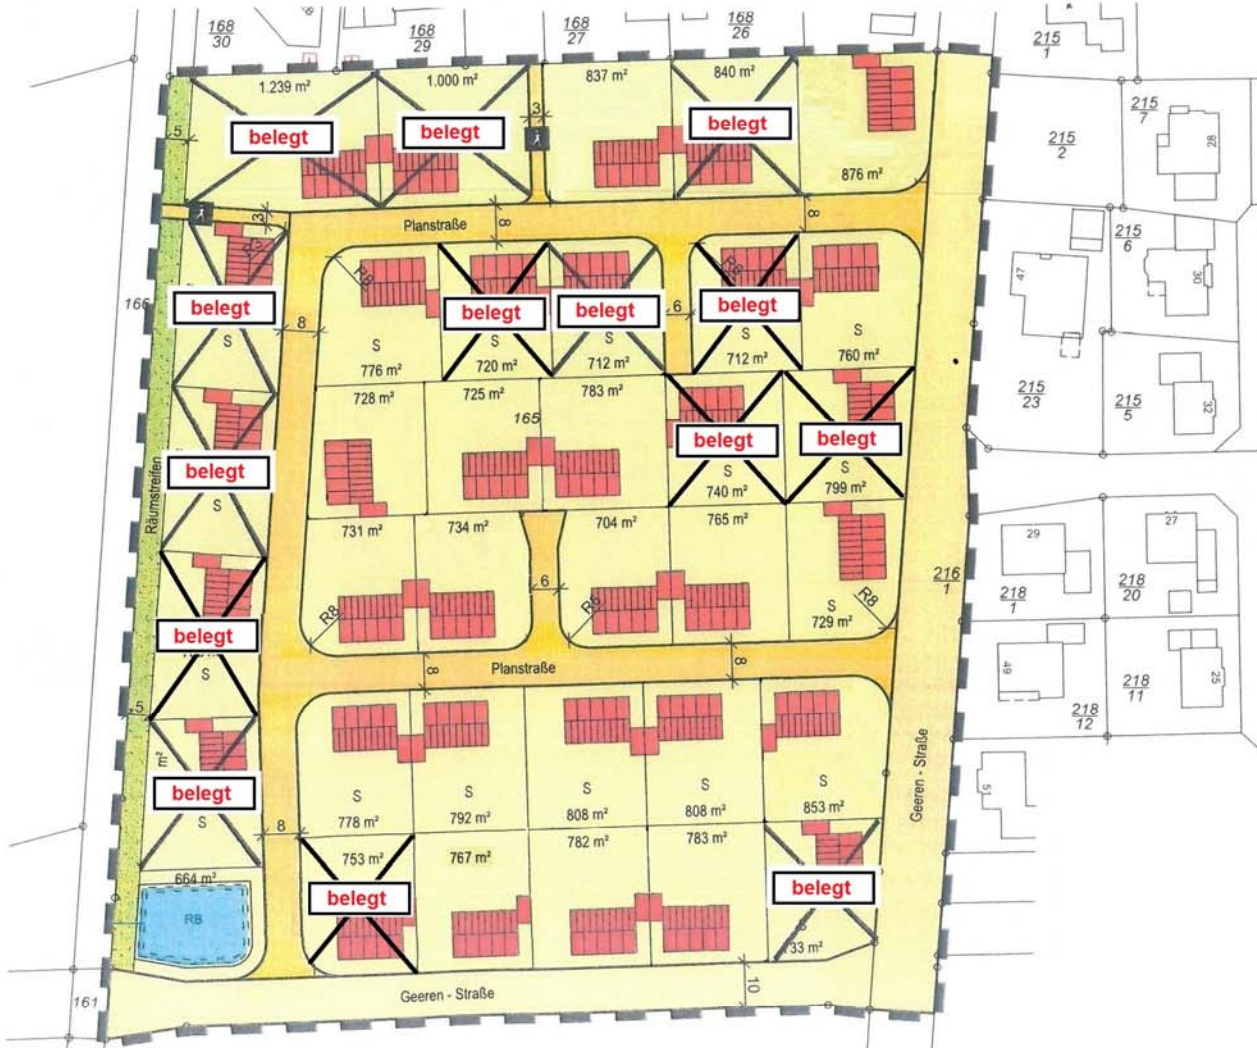 168
30
168
29
168
27
168
26
215
1
1.239 m²
1.000 m²
837 m²
840 m²
215
7
28
215
2
3
belegt
belegt
belegt
5
876 m²
3
Planstraße
8
8
215
6
47
30
R8
R6
166
belegt
belegt
belegt
belegt
8
6
S
S
S
S
S
S
776 m²
720 m²
712 m²
712 m²
760 m²
728 m²
725 m²
783 m²
215
23
215
5
32
165
belegt
belegt
belegt
S
S
740 m²
799 m²
Räumstreifen
S
731 m²
734 m²
704 m²
765 m²
29
27
6
216
1
218
1
218
20
R8
R6
R8
S
729 m²
belegt
8
Planstraße
8
S
49
25
218
11
218
12
5
m²
belegt
S
S
S
S
S
S
778 m²
792 m²
808 m²
808 m²
853 m²
51
Geeren - Straße
8
753 m²
767 m²
782 m²
783 m²
664 m²
belegt
belegt
RB
733 m²
161
Geeren - Straße
10